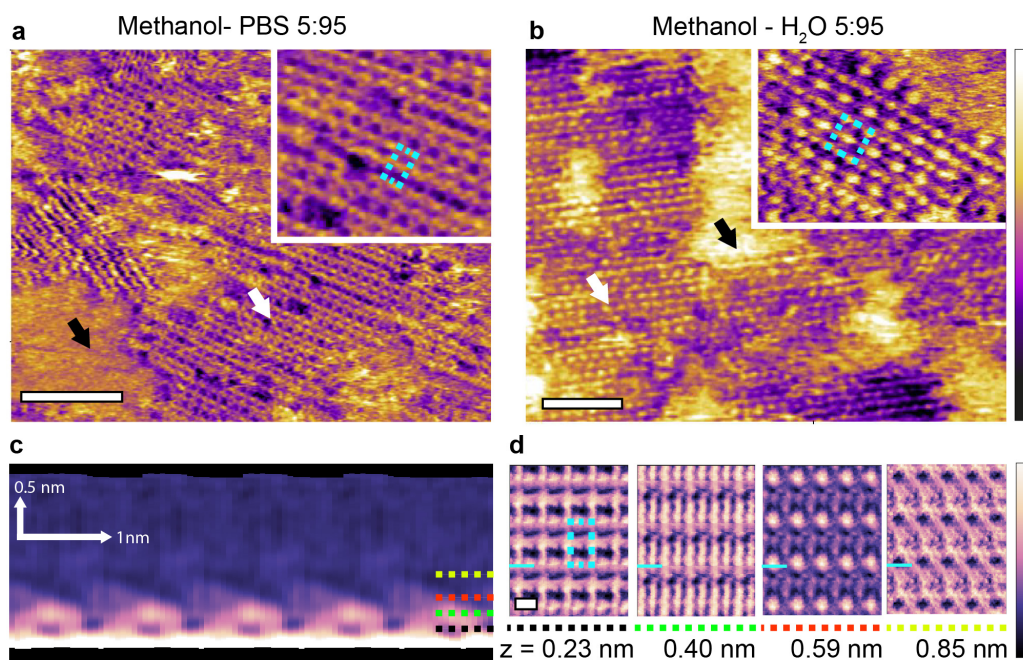 a
Methanol- PBS 5:95
b
Methanol - H₂O 5:95
c
0.5 nm
1nm
d
z = 0.23 nm
0.40 nm
0.59 nm
0.85 nm